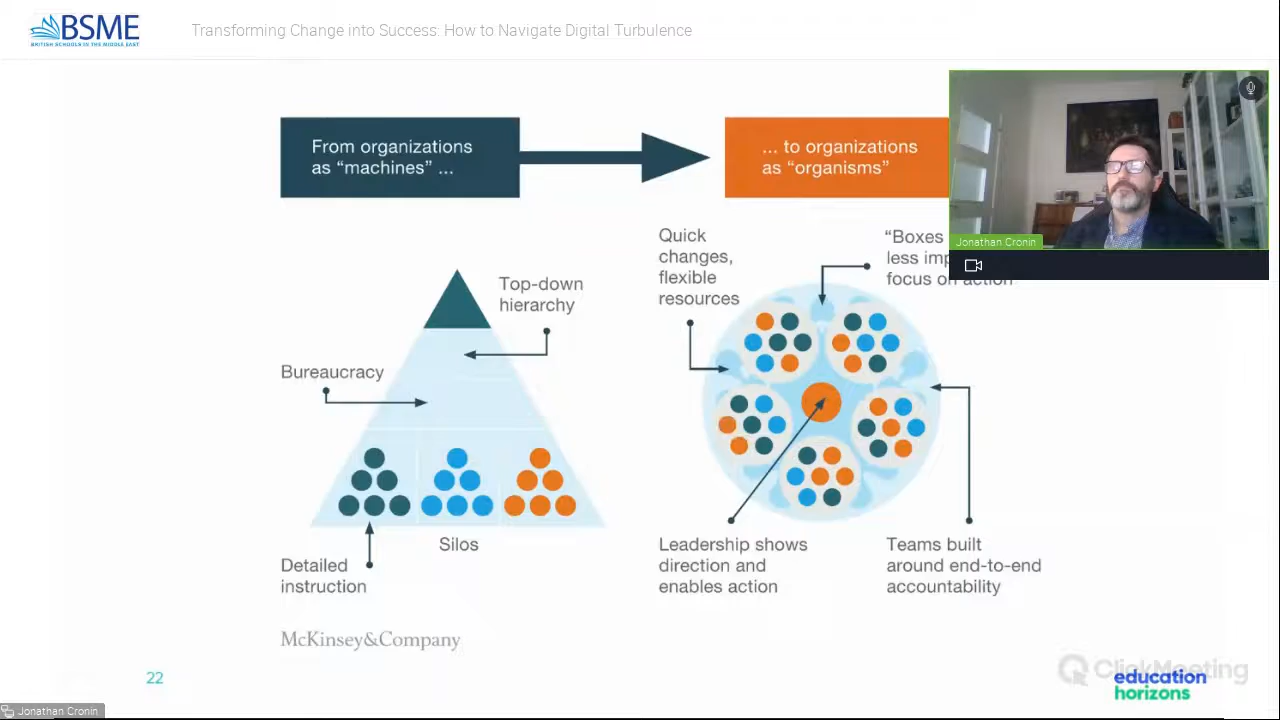 BSME
BRITISH SCHOOLS IN THE MIDDLE EAST
Transforming Change into Success. How to Navigate Digital Turbulence
From organizations
as “machines” ...
... to organizations
as “organisms”
Jonathan Cronin
Quick
changes,
flexible
resources
“Boxes
less
focus on action
Top-down
hierarchy
Bureaucracy
Silos
Detailed
instruction
Leadership shows
direction and
enables action
Teams built
around end-to-end
accountability
McKinsey&Company
22
ClickMeeting
education
horizons
Jonathan Cronin